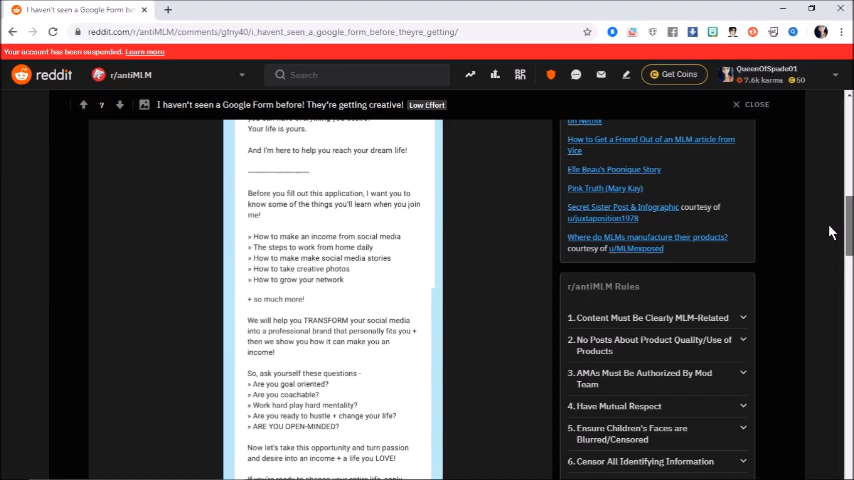 I haven't seen a Google Form befo
reddit.com/r/antiMLM/comments/gfny40/i_havent_seen_a_google_form_before_theyre_getting/
Your account has been suspended. Learn more
reddit
r/antiMLM
Search
Get Coins
QueenOfSpade01
7.6k karma
50
7
I haven't seen a Google Form before! They're getting creative!
Low Effort
CLOSE
Your life is yours.
And I'm here to help you reach your dream life!
Before you fill out this application, I want you to
know some of the things you'll learn when you join
me!
» How to make an income from social media
» The steps to work from home daily
» How to make make social media stories
» How to take creative photos
» How to grow your network
+ so much more!
We will help you TRANSFORM your social media
into a professional brand that personally fits you +
then we show you how it can make you an
income!
So, ask yourself these questions -
» Are you goal oriented?
» Are you coachable?
» Work hard play hard mentality?
» Are you ready to hustle + change your life?
» ARE YOU OPEN-MINDED?
Now let's take this opportunity and turn passion
and desire into an income + a life you LOVE!
on Netflix
How to Get a Friend Out of an MLM article from
Vice
Elle Beau's Poonique Story
Pink Truth (Mary Kay)
Secret Sister Post & Infographic courtesy of
u/juxtaposition1978
Where do MLMs manufacture their products?
courtesy of u/MLMexposed
r/antiMLM Rules
1. Content Must Be Clearly MLM-Related
2. No Posts About Product Quality/Use of
Products
3. AMAs Must Be Authorized By Mod
Team
4. Have Mutual Respect
5. Ensure Children's Faces are
Blurred/Censored
6. Censor All Identifying Information